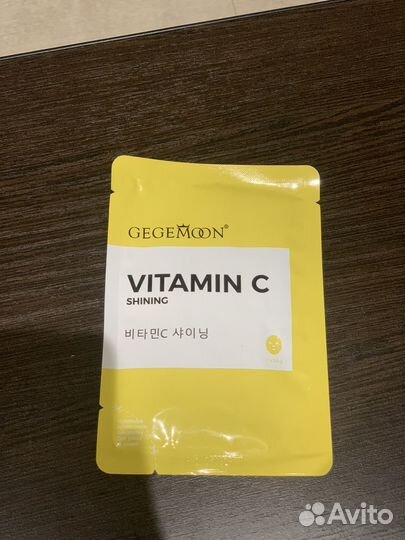 GEGEMOON®
VITAMIN C
SHINING
비타민C 샤이닝
Avito